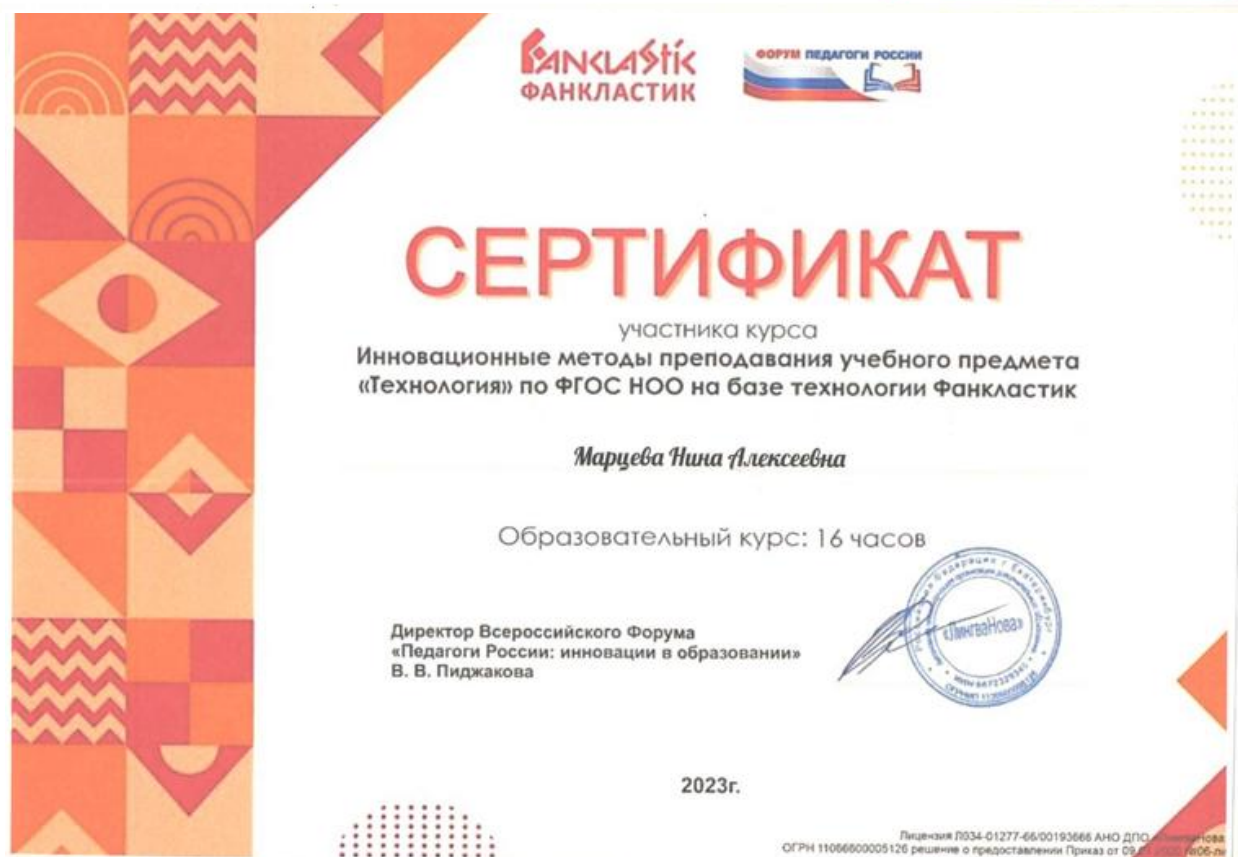 FANCLASTIC
ФАНКЛАСТИК
ФОРУМ ПЕДАГОГИ РОССИИ
СЕРТИФИКАТ
участника курса
Инновационные методы преподавания учебного предмета
«Технология» по ФГОС НОО на базе технологии Фанкластик
Марцева Нина Алексеевна
Образовательный курс: 16 часов
«ЛингваНова»
Директор Всероссийского Форума
«Педагоги России: инновации в образовании»
В. В. Пиджакова
2023г.
Лицензия Л034-01277-66/00193666 АНО ДПО
ОГРН 11066600005126 решение о предоставлении Приказ от